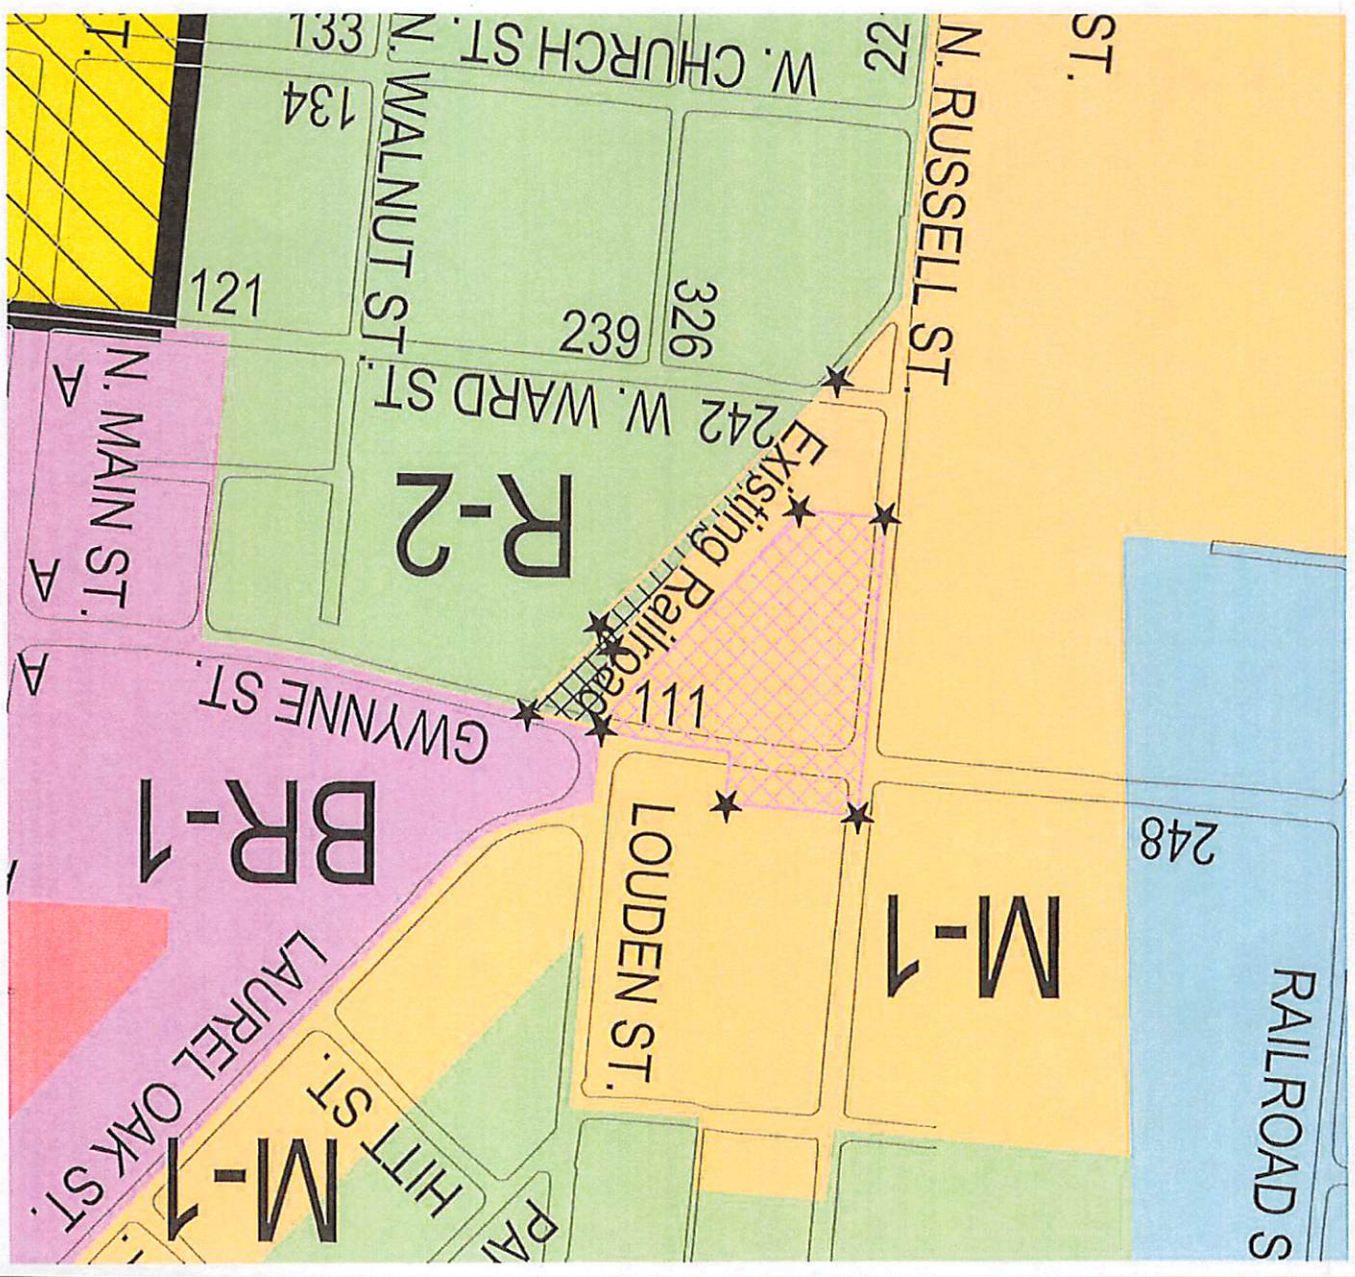 133
N. WALNUT ST.
W. CHURCH ST.
22
N. RUSSELL ST.
ST.
134
121
239
326
W. WARD ST.
242
A
N. MAIN ST.
A
A
R-2
Existing Railroad
111
GWYNNE ST.
BR-1
LOUDEN ST.
248
M-1
LAUREL OAK ST.
HITT ST.
M-1
RAILROAD S
PA